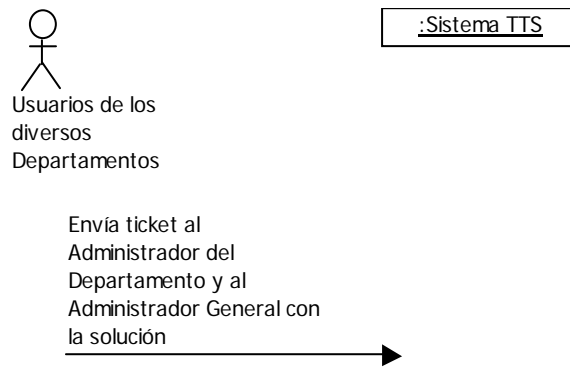 :Sistema TTS
Usuarios de los
diversos
Departamentos
Envía ticket al
Administrador del
Departamento y al
Administrador General con
la solución